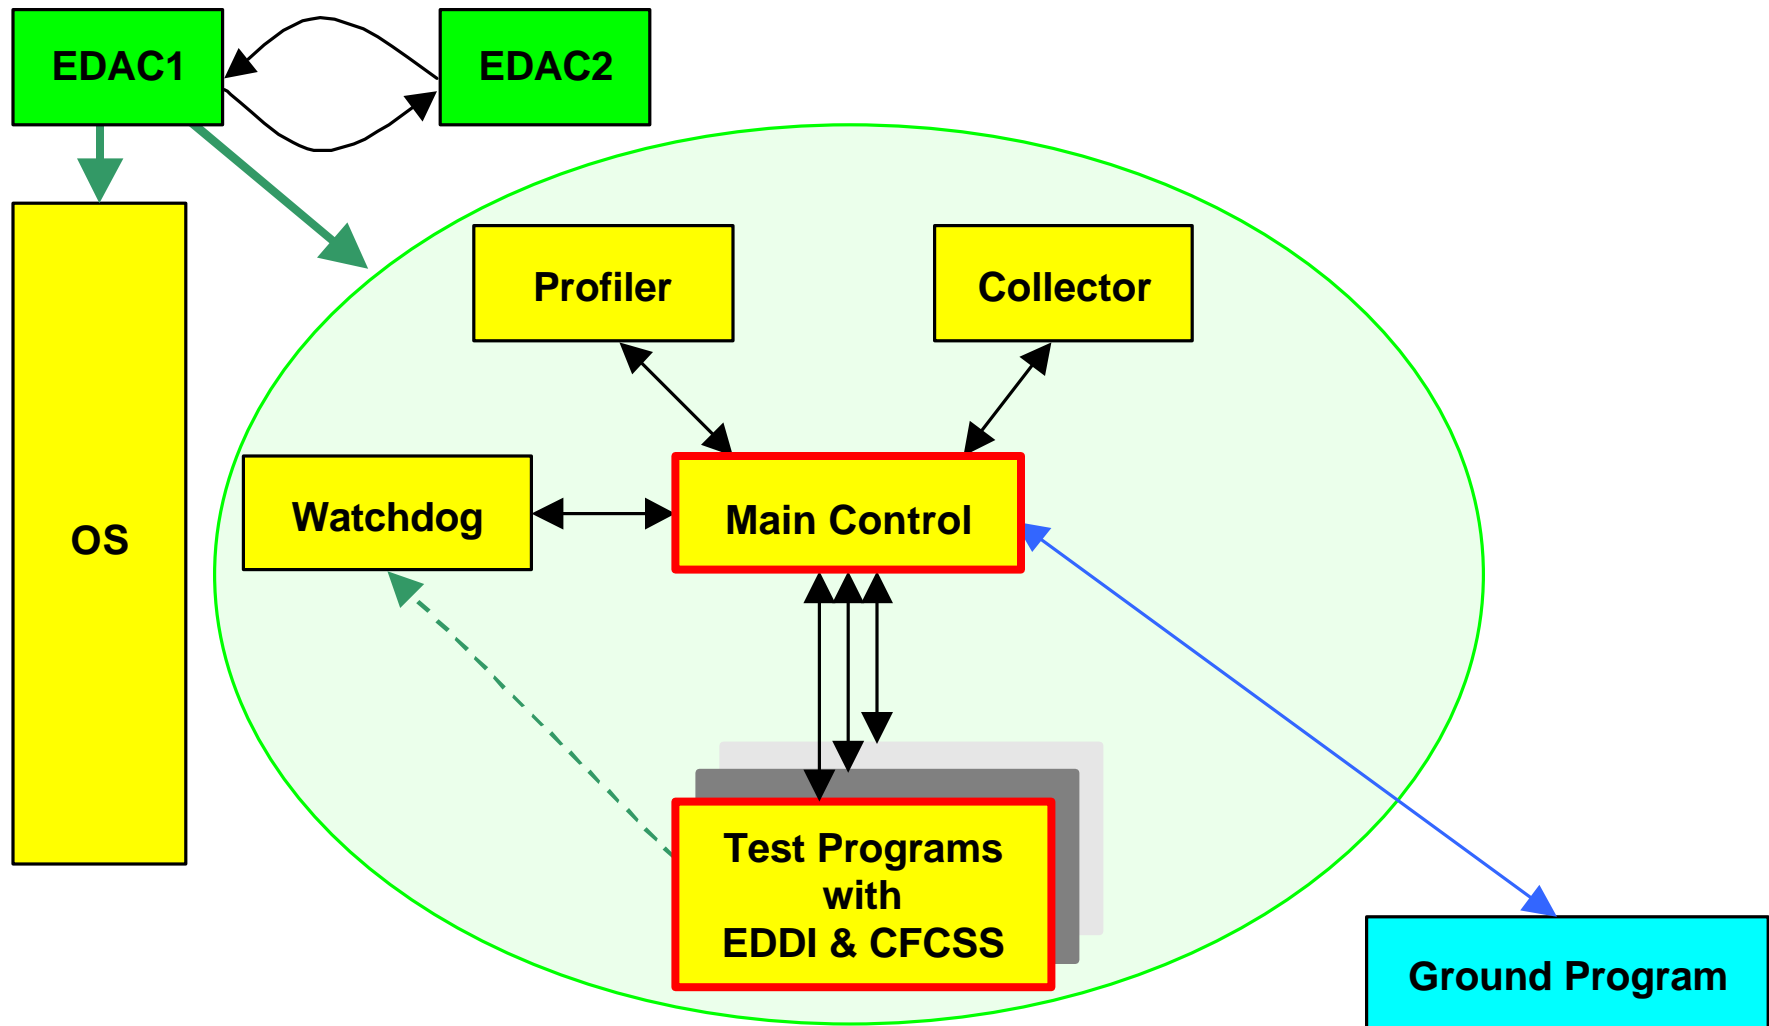 EDAC1
EDAC2
Profiler
Collector
Watchdog
Main Control
OS
Test Programs
with
EDDI & CFCSS
Ground Program